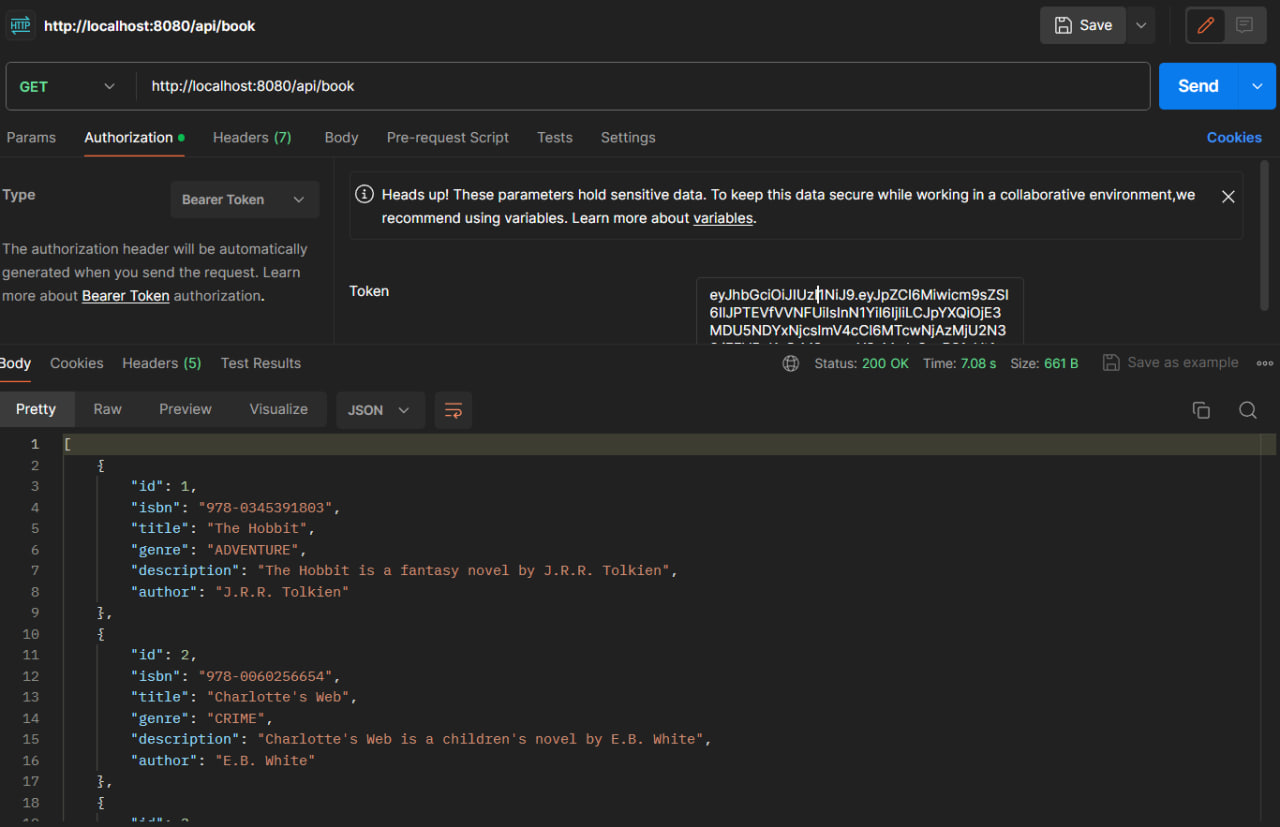 HTTP http://localhost:8080/api/book Save
GET http://localhost:8080/api/book Send
Params Authorization Headers (7) Body Pre-request Script Tests Settings Cookies
Type Bearer Token
The authorization header will be automatically
generated when you send the request. Learn
more about Bearer Token authorization.
Heads up! These parameters hold sensitive data. To keep this data secure while working in a collaborative environment,we
recommend using variables. Learn more about variables.
Token
eyJhbGciOiJIUzI1NiJ9.eyJpZCI6Miwicm9sZSI
6IlJPTEVfVVNFUiIsInN1YiI6IjIiLCJpYXQiOjE3
MDU5NDYxNjcsImV4cCI6MTcwNjAzMjU2N3
Body Cookies Headers (5) Test Results Status: 200 OK Time: 7.08 s Size: 661 B Save as example
Pretty Raw Preview Visualize JSON
1 [
2 {
3 "id": 1,
4 "isbn": "978-0345391803",
5 "title": "The Hobbit",
6 "genre": "ADVENTURE",
7 "description": "The Hobbit is a fantasy novel by J.R.R. Tolkien",
8 "author": "J.R.R. Tolkien"
9 },
10 {
11 "id": 2,
12 "isbn": "978-0060256654",
13 "title": "Charlotte's Web",
14 "genre": "CRIME",
15 "description": "Charlotte's Web is a children's novel by E.B. White",
16 "author": "E.B. White"
17 },
18 {